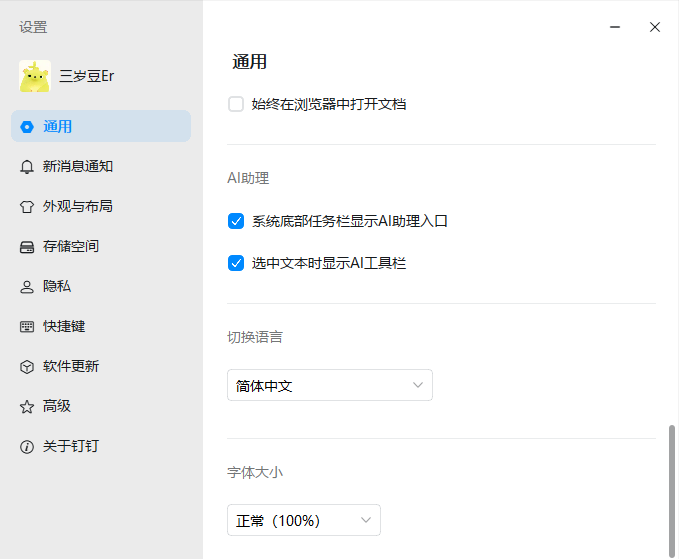 设置
三岁豆Er
通用
新消息通知
外观与布局
存储空间
隐私
快捷键
软件更新
高级
关于钉钉
通用
始终在浏览器中打开文档
AI助理
系统底部任务栏显示AI助理入口
选中文本时显示AI工具栏
切换语言
简体中文
字体大小
正常（100%）